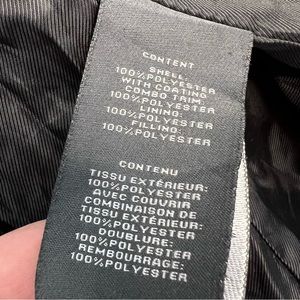 CONTENT
SHELL:
100%POLYESTER
WITH COATING
COMBO TRIM:
100%POLYESTER
LINING:
100%POLYESTER
FILLING:
100%POLYESTER
CONTENU
TISSU EXTÉRIEUR:
100%POLYESTER
AVEC COUVRIR
COMBINAISON DE
TISSU EXTÉRIEUR:
100%POLYESTER
DOUBLURE:
100%POLYESTER
REMBOURRAGE:
100%POLYESTER